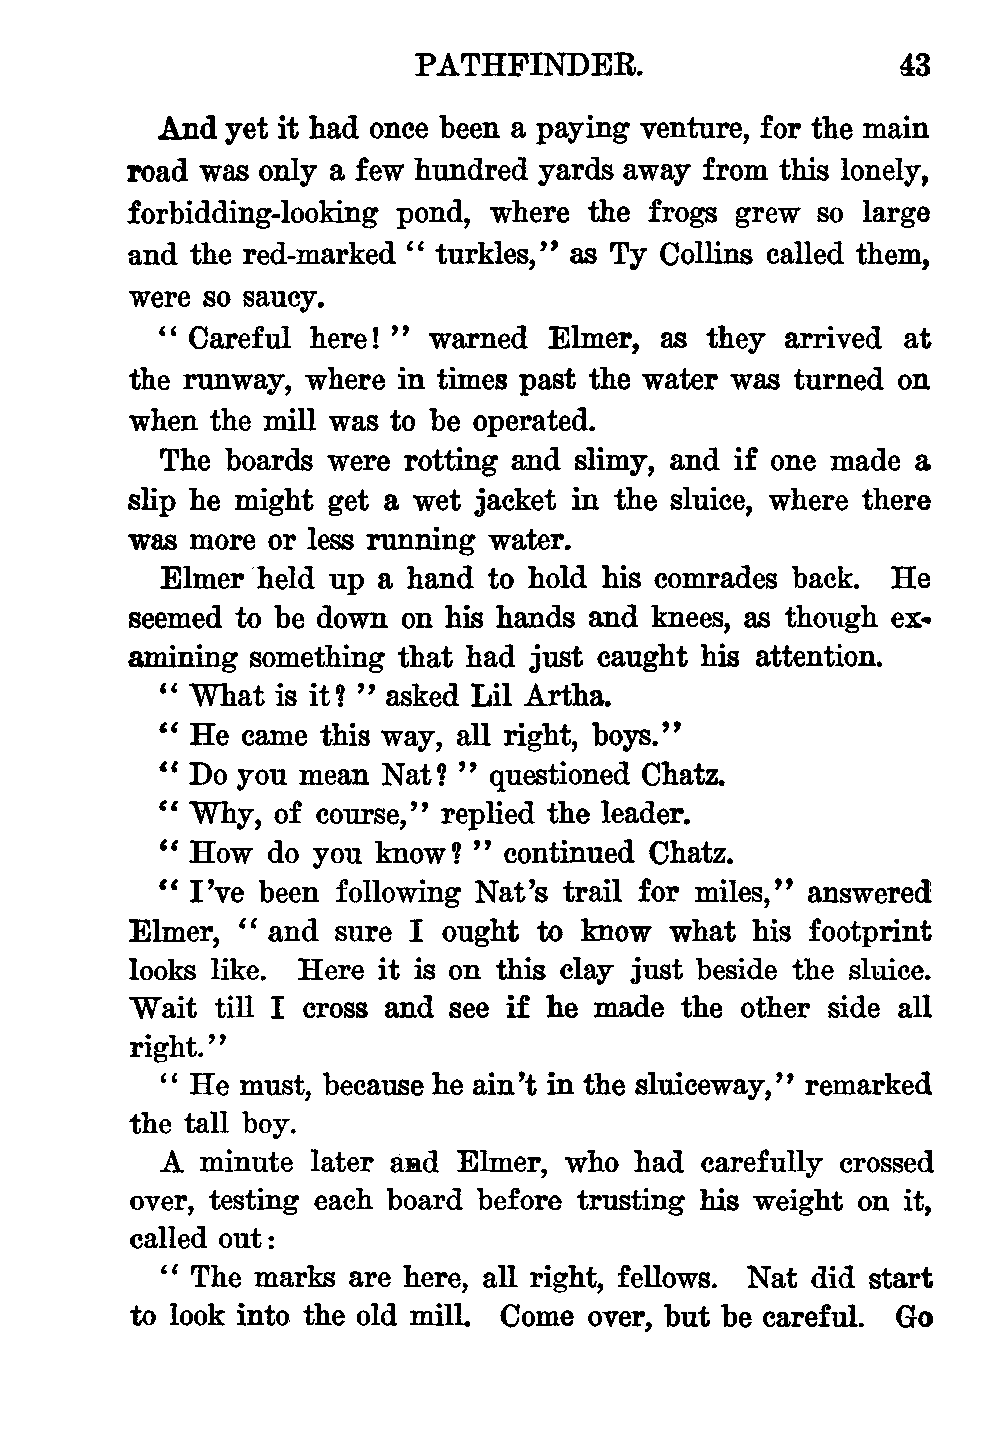 PATHFINDER. 43
And yet it had once been a paying venture, for the main
road was only a few hundred yards away from this lonely,
forbidding-looking pond, where the frogs grew so large
and the red-marked “ turkles,” as Ty Collins called them,
were so saucy.
“ Careful here! ” warned Elmer, as they arrived at
the runway, where in times past the water was turned on
when the mill was to be operated.
The boards were rotting and slimy, and if one made a
slip he might get a wet jacket in the sluice, where there
was more or less running water.
Elmer held up a hand to hold his comrades back. He
seemed to be down on his hands and knees, as though ex-
amining something that had just caught his attention.
“ What is it? ” asked Lil Artha.
“ He came this way, all right, boys.”
“ Do you mean Nat? ” questioned Chatz.
“ Why, of course,” replied the leader.
“ How do you know? ” continued Chatz.
“ I’ve been following Nat’s trail for miles,” answered
Elmer, “ and sure I ought to know what his footprint
looks like. Here it is on this clay just beside the sluice.
Wait till I cross and see if he made the other side all
right.”
“ He must, because he ain’t in the sluiceway,” remarked
the tall boy.
A minute later and Elmer, who had carefully crossed
over, testing each board before trusting his weight on it,
called out:
“ The marks are here, all right, fellows. Nat did start
to look into the old mill. Come over, but be careful. Go